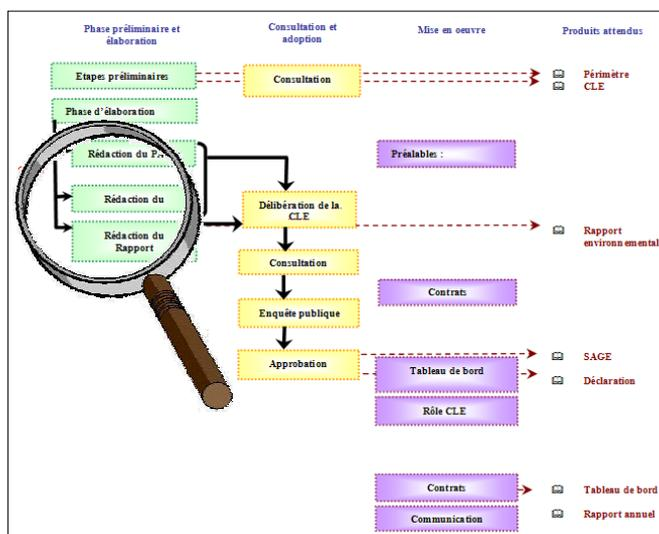 Phase préliminaire et
élaboration
Consultation et
adoption
Mise en oeuvre
Produits attendus
Etapes préliminaires
Consultation
Périmètre
CLE
Phase d'élaboration
Rédaction du
Préalables :
Rédaction du
Délibération de la
CLE
Rédaction du
Rapport
Rapport
environnemental
Consultation
Contrats
Enquête publique
Approbation
SAGE
Tableau de bord
Déclaration
Rôle CLE
Contrats
Tableau de bord
Communication
Rapport annuel